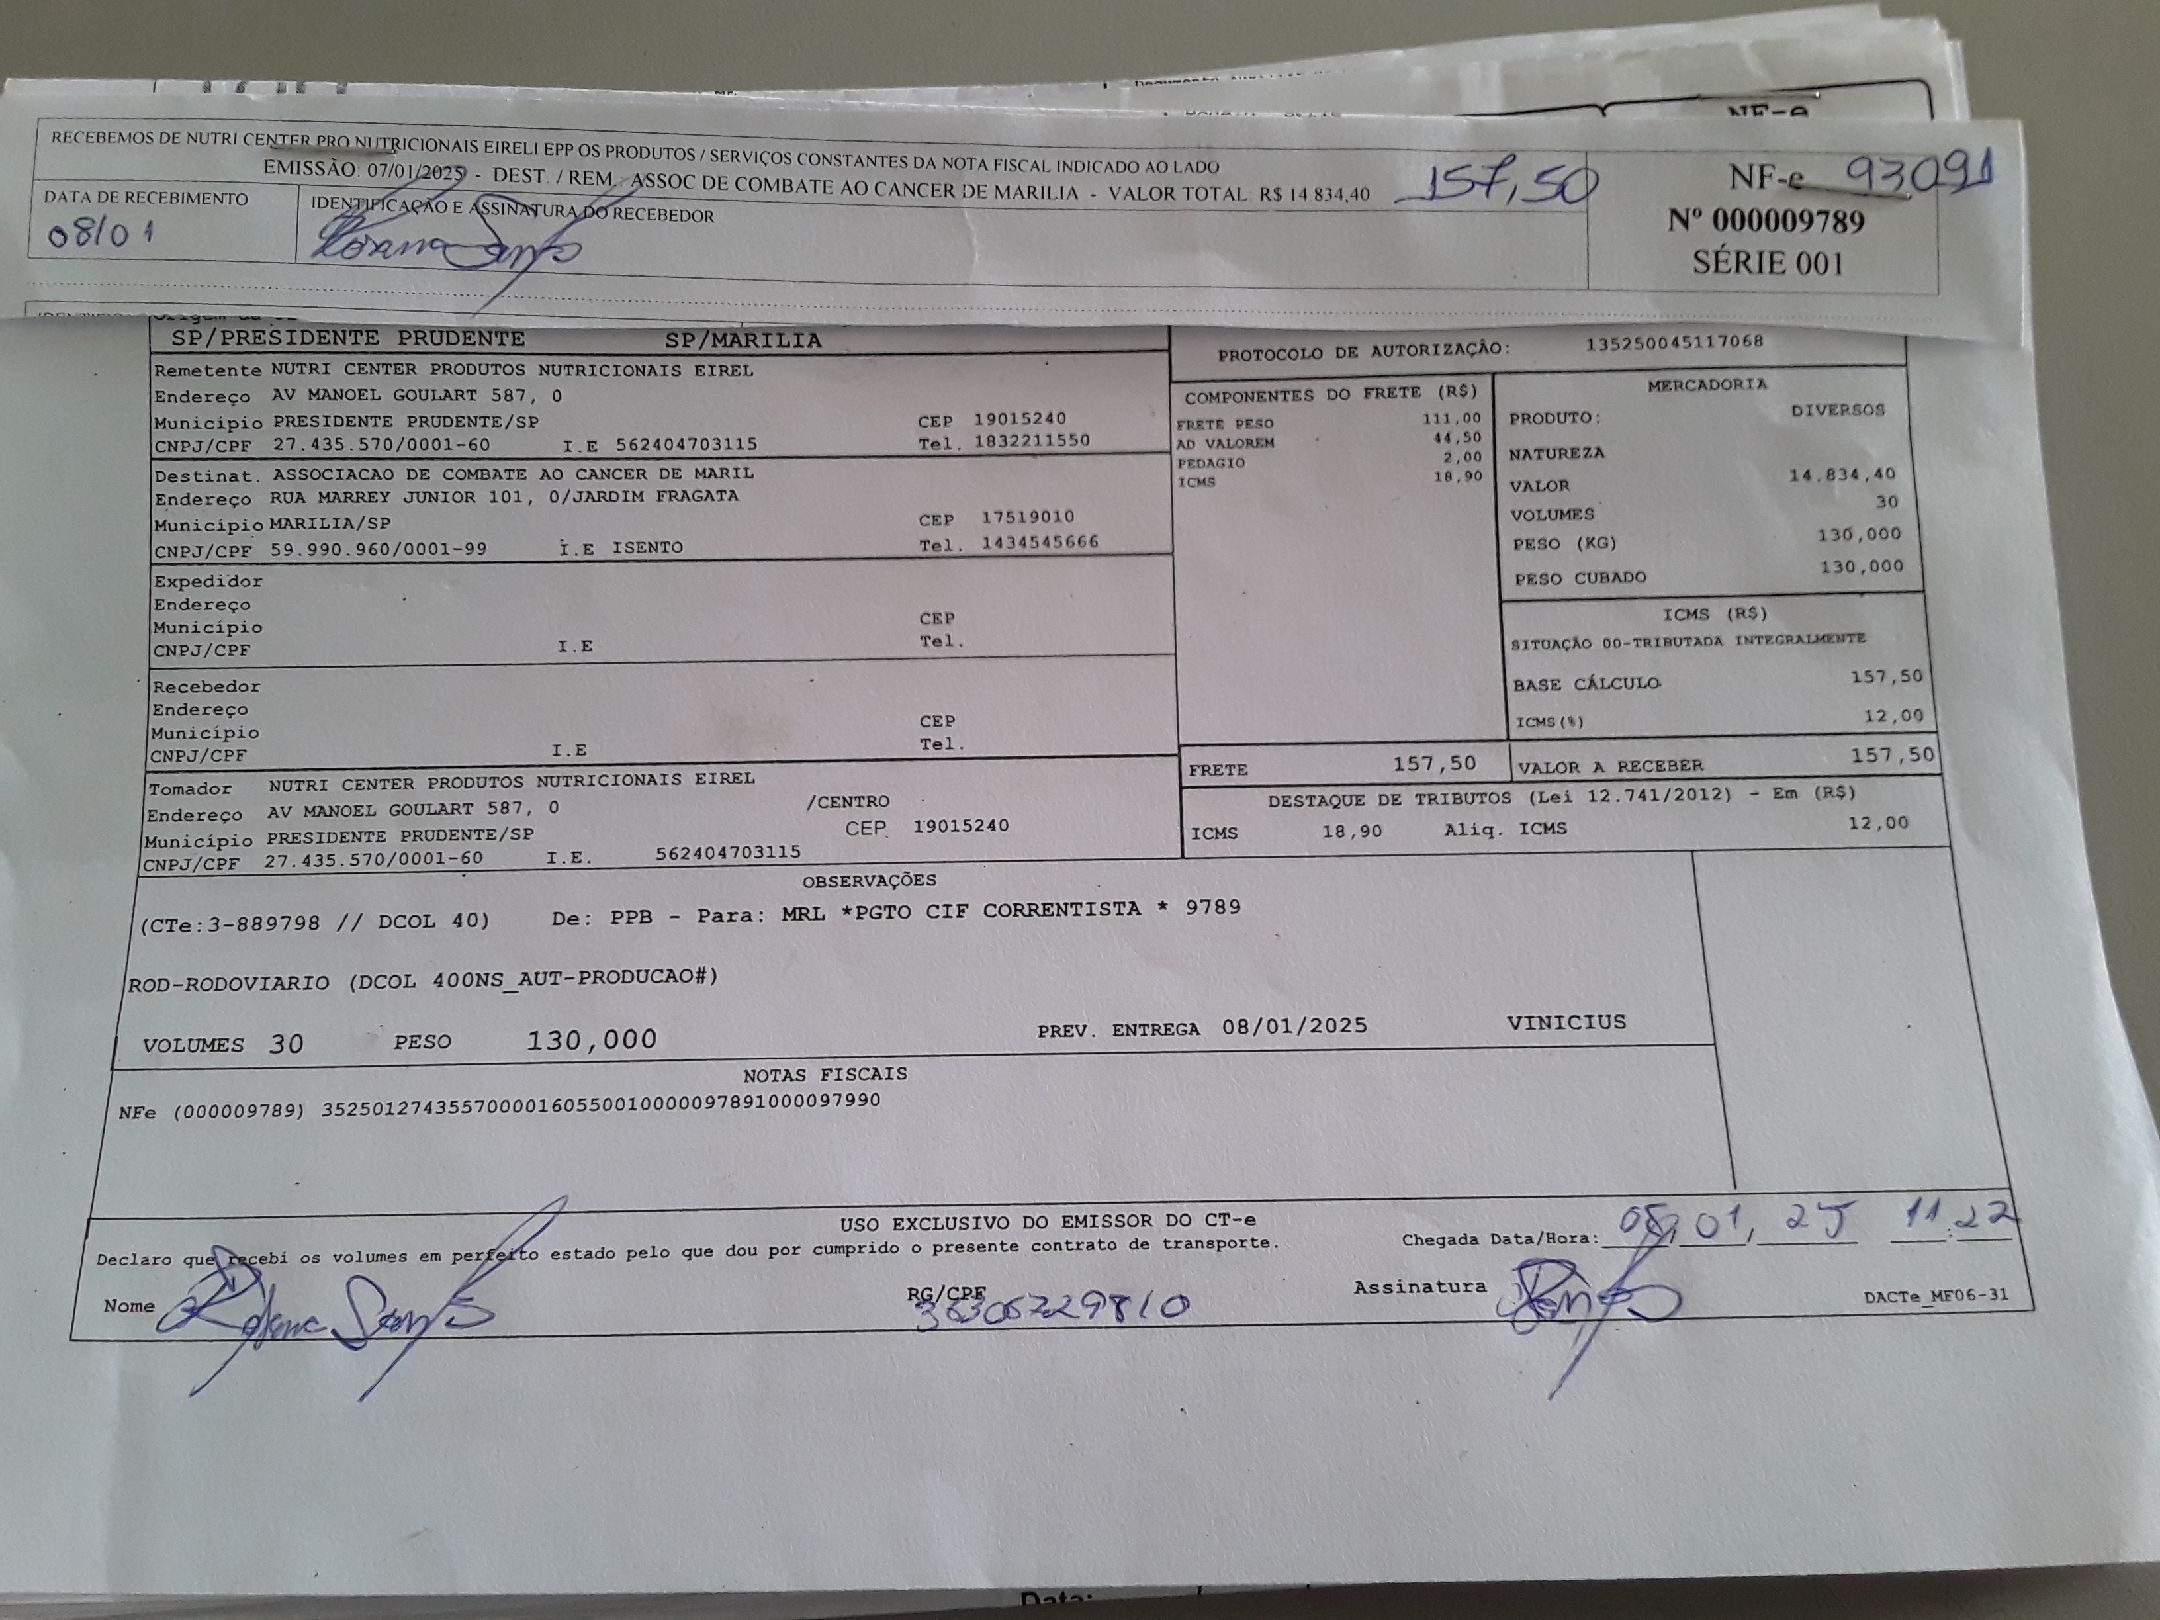 NF-e
RECEBEMOS DE NUTRI CENTER PRO NUTRICIONAIS EIRELI EPP OS PRODUTOS / SERVIÇOS CONSTANTES DA NOTA FISCAL INDICADO AO LADO
EMISSÃO: 07/01/2025 - DEST. / REM. ASSOC DE COMBATE AO CANCER DE MARILIA - VALOR TOTAL R$ 14 834,40 157,50
DATA DE RECEBIMENTO
08/01
IDENTIFICAÇÃO E ASSINATURA DO RECEBEDOR
NF-e 93091
Nº 000009789
SÉRIE 001
SP/PRESIDENTE PRUDENTE SP/MARILIA
PROTOCOLO DE AUTORIZAÇÃO: 135250045117068
Remetente NUTRI CENTER PRODUTOS NUTRICIONAIS EIREL
Endereço AV MANOEL GOULART 587, 0
Município PRESIDENTE PRUDENTE/SP CEP 19015240
CNPJ/CPF 27.435.570/0001-60 I.E 562404703115 Tel. 1832211550
Destinat. ASSOCIACAO DE COMBATE AO CANCER DE MARIL
Endereço RUA MARREY JUNIOR 101, 0/JARDIM FRAGATA
Município MARILIA/SP CEP 17519010
CNPJ/CPF 59.990.960/0001-99 I.E ISENTO Tel. 1434545666
Expedidor
Endereço
Município CEP
CNPJ/CPF I.E Tel.
Recebedor
Endereço
Município CEP
CNPJ/CPF I.E Tel.
Tomador NUTRI CENTER PRODUTOS NUTRICIONAIS EIREL
Endereço AV MANOEL GOULART 587, 0 /CENTRO
Município PRESIDENTE PRUDENTE/SP CEP 19015240
CNPJ/CPF 27.435.570/0001-60 I.E. 562404703115
COMPONENTES DO FRETE (R$)
FRETE PESO 111,00
AD VALOREM 44,50
PEDAGIO 2,00
ICMS 18,90
MERCADORIA
PRODUTO: DIVERSOS
NATUREZA
VALOR 14.834,40
VOLUMES 30
PESO (KG) 130,000
PESO CUBADO 130,000
ICMS (R$)
SITUAÇÃO 00-TRIBUTADA INTEGRALMENTE
BASE CÁLCULO 157,50
ICMS(%) 12,00
FRETE 157,50 VALOR A RECEBER 157,50
DESTAQUE DE TRIBUTOS (Lei 12.741/2012) - Em (R$)
ICMS 18,90 Aliq. ICMS 12,00
OBSERVAÇÕES
(CTe:3-889798 // DCOL 40) De: PPB - Para: MRL *PGTO CIF CORRENTISTA * 9789
ROD-RODOVIARIO (DCOL 400NS_AUT-PRODUCAO#)
VOLUMES 30 PESO 130,000 PREV. ENTREGA 08/01/2025 VINICIUS
NOTAS FISCAIS
NFe (000009789) 35250127435570000160550010000097891000097990
USO EXCLUSIVO DO EMISSOR DO CT-e
Declaro que recebi os volumes em perfeito estado pelo que dou por cumprido o presente contrato de transporte.
Chegada Data/Hora: 08, 01, 25 11:22
Nome
RG/CPF 36306729810
Assinatura
DACTe_MF06-31
Data: